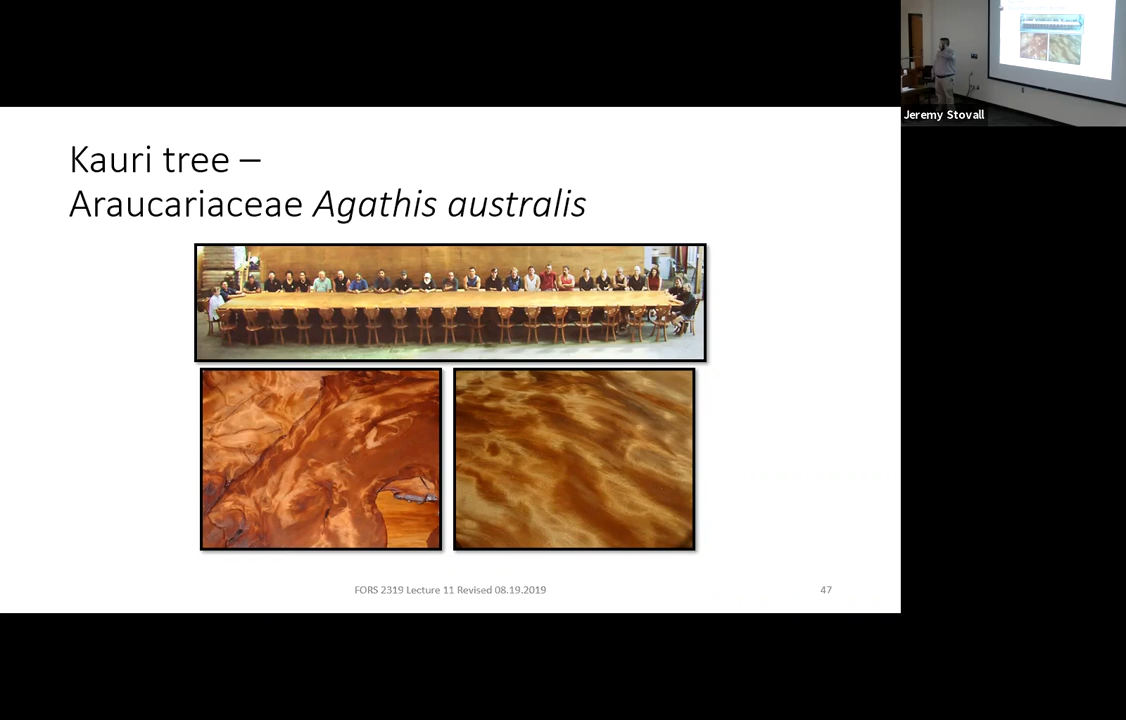 Jeremy Stovall
Kauri tree –
Araucariaceae Agathis australis
FORS 2319 Lecture 11 Revised 08.19.2019
47